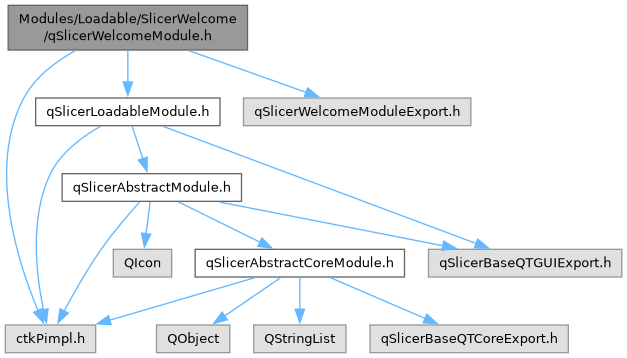 Modules/Loadable/SlicerWelcome
/qSlicerWelcomeModule.h
qSlicerLoadableModule.h
qSlicerWelcomeModuleExport.h
qSlicerAbstractModule.h
QIcon
qSlicerAbstractCoreModule.h
qSlicerBaseQTGUIExport.h
ctkPimpl.h
QObject
QStringList
qSlicerBaseQTCoreExport.h